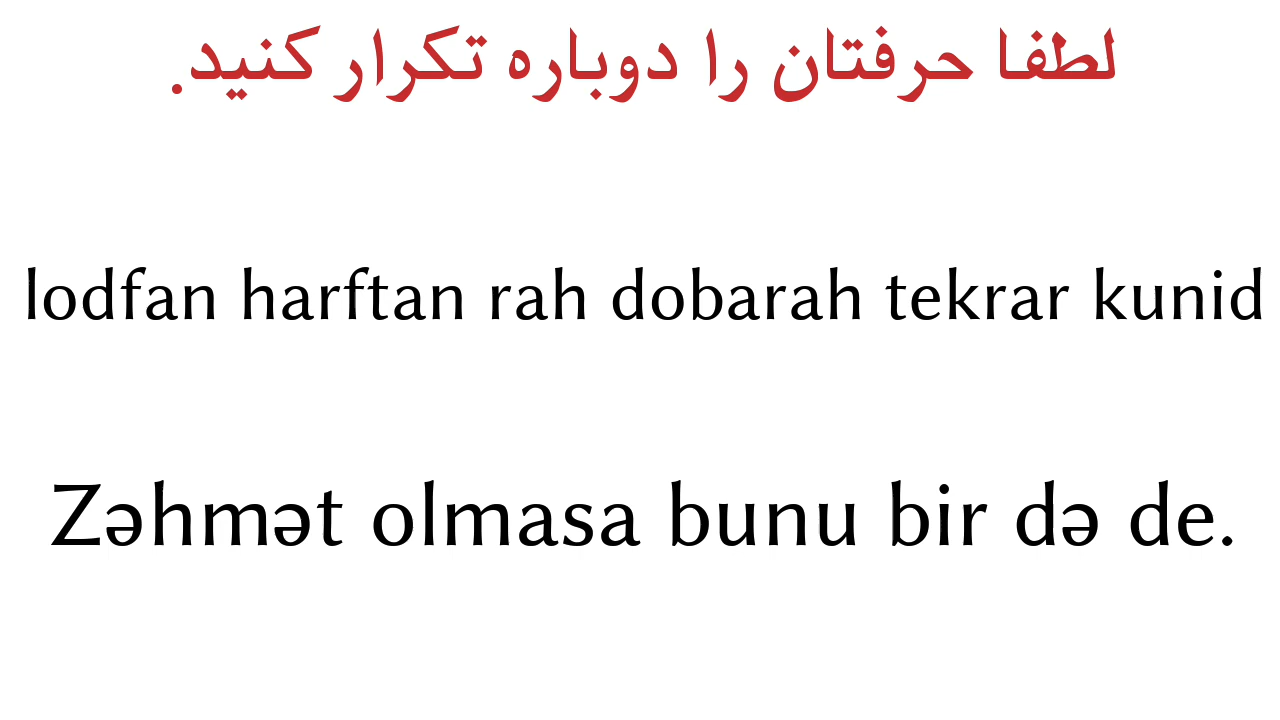 لطفا حرفتان را دوباره تکرار کنید.
lodfan harftan rah dobarah tekrar kunid
Zəhmət olmasa bunu bir də de.